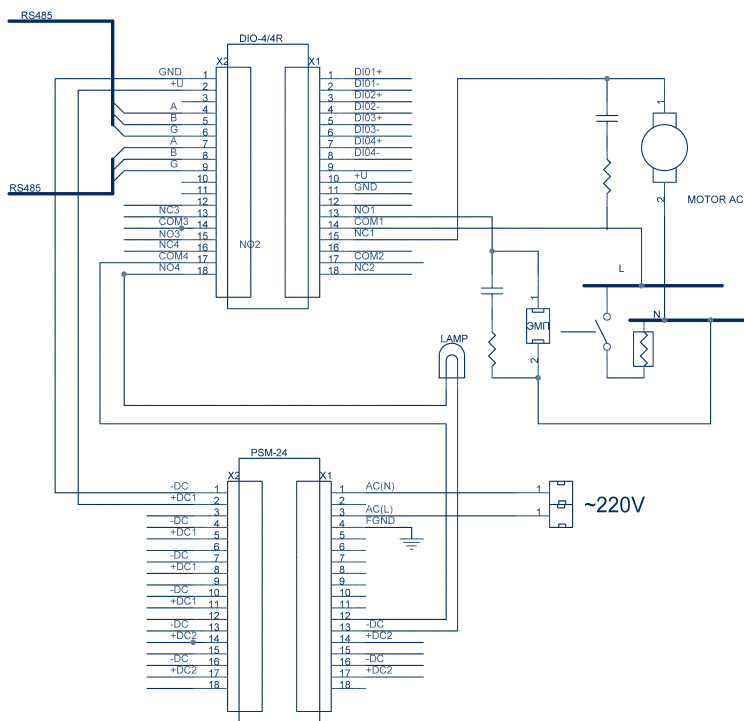 RS485
DIO-4/4R
X2 X1
GND 1 1 DI01+
+U 2 2 DI01-
3 3 DI02+
A 4 4 DI02-
B 5 5 DI03+
G 6 6 DI03-
A 7 7 DI04+
B 8 8 DI04-
G 9 9
10 10 +U
RS485
11 11 GND
12 12
NC3 13 13 NO1
COM3 14 14 COM1
NO3 15 15 NC1
NC4 16 NO2 16
COM4 17 17 COM2
NO4 18 18 NC2
1
2
MOTOR AC
L
N
1
ЭМП
2
LAMP
PSM-24
X2 X1
-DC 1 1 AC(N) 1
+DC1 2 2
3 3 AC(L) 1
~220V
-DC 4 4 FGND
+DC1 5 5
6 6
-DC 7 7
+DC1 8 8
9 9
-DC 10 10
+DC1 11 11
12 12
-DC 13 13 -DC
+DC2 14 14 +DC2
15 15
-DC 16 16 -DC
+DC2 17 17 +DC2
18 18